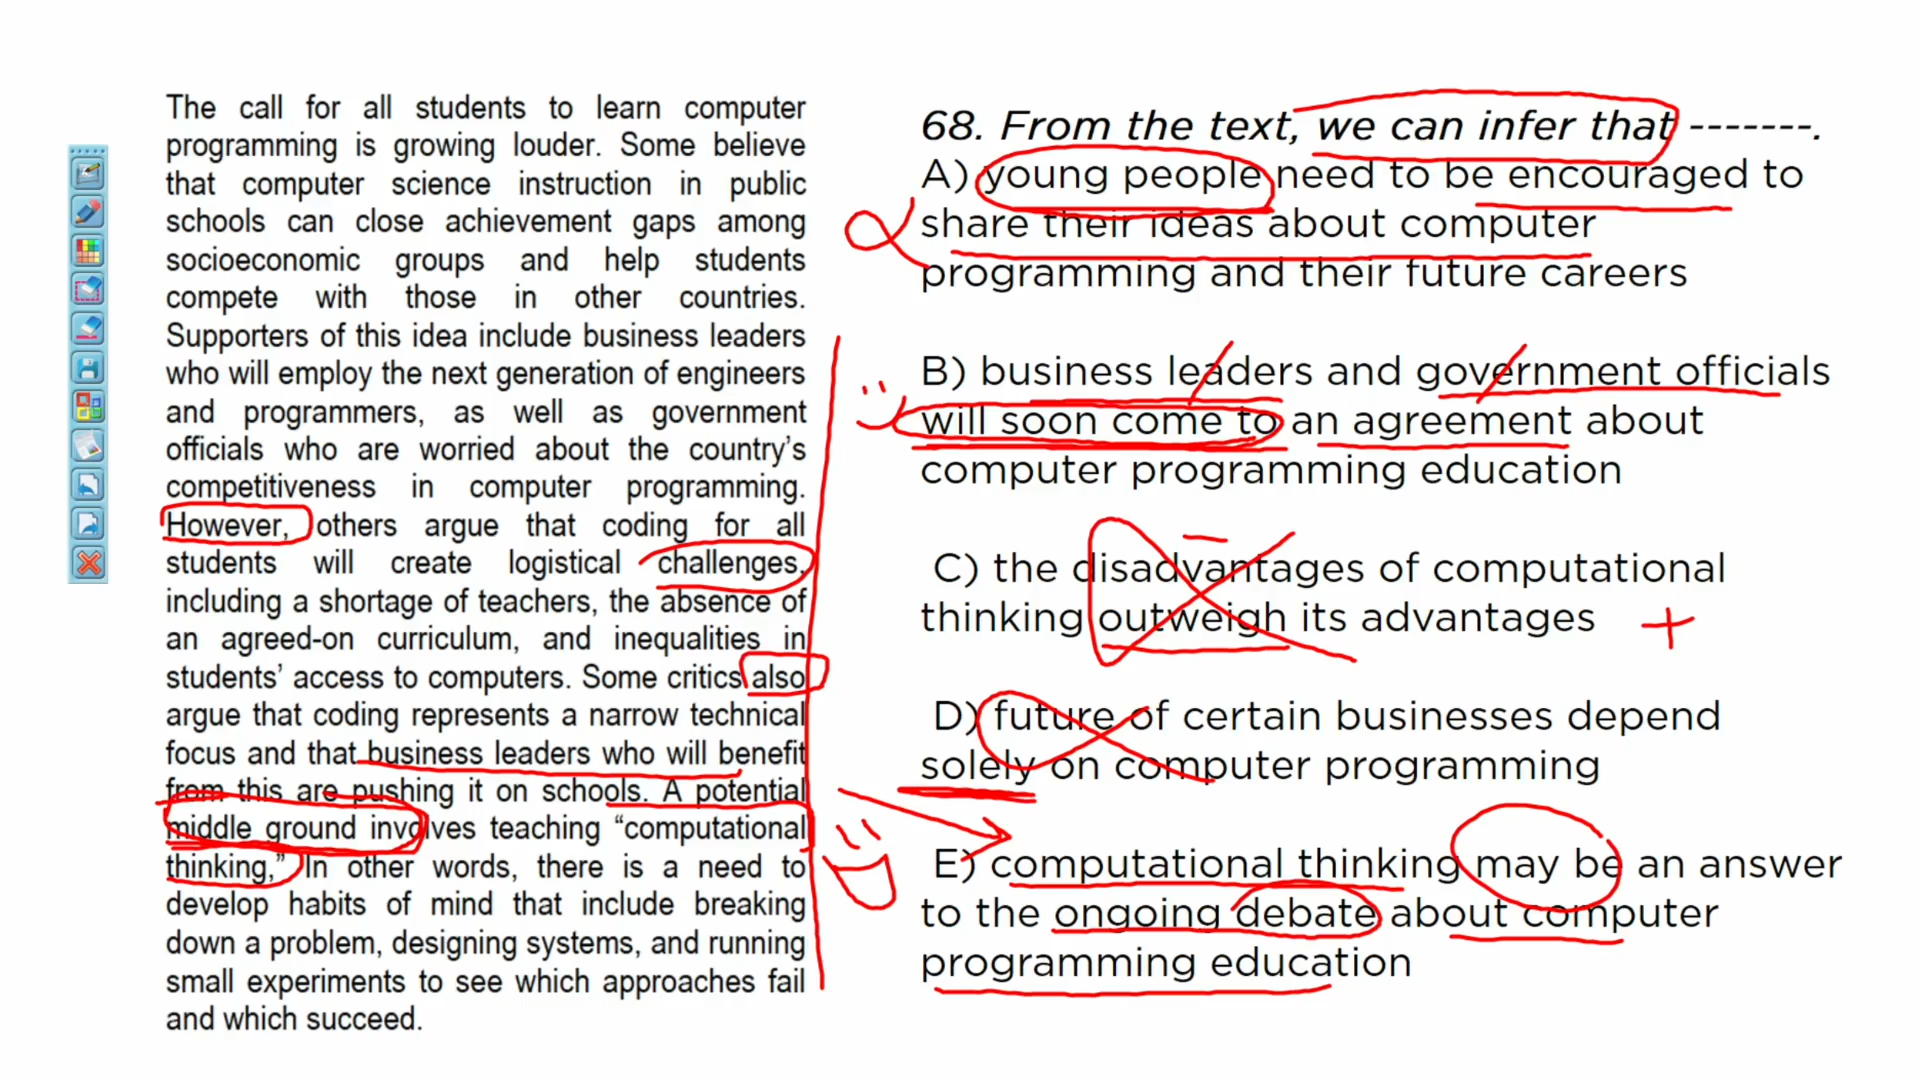 The call for all students to learn computer
programming is growing louder. Some believe
that computer science instruction in public
schools can close achievement gaps among
socioeconomic groups and help students
compete with those in other countries.
Supporters of this idea include business leaders
who will employ the next generation of engineers
and programmers, as well as government
officials who are worried about the country’s
competitiveness in computer programming.
However, others argue that coding for all
students will create logistical challenges,
including a shortage of teachers, the absence of
an agreed-on curriculum, and inequalities in
students’ access to computers. Some critics also
argue that coding represents a narrow technical
focus and that business leaders who will benefit
from this are pushing it on schools. A potential
middle ground involves teaching “computational
thinking,” In other words, there is a need to
develop habits of mind that include breaking
down a problem, designing systems, and running
small experiments to see which approaches fail
and which succeed.
68. From the text, we can infer that -------.
A) young people need to be encouraged to
share their ideas about computer
programming and their future careers
B) business leaders and government officials
will soon come to an agreement about
computer programming education
C) the disadvantages of computational
thinking outweigh its advantages
D) future of certain businesses depend
solely on computer programming
E) computational thinking may be an answer
to the ongoing debate about computer
programming education